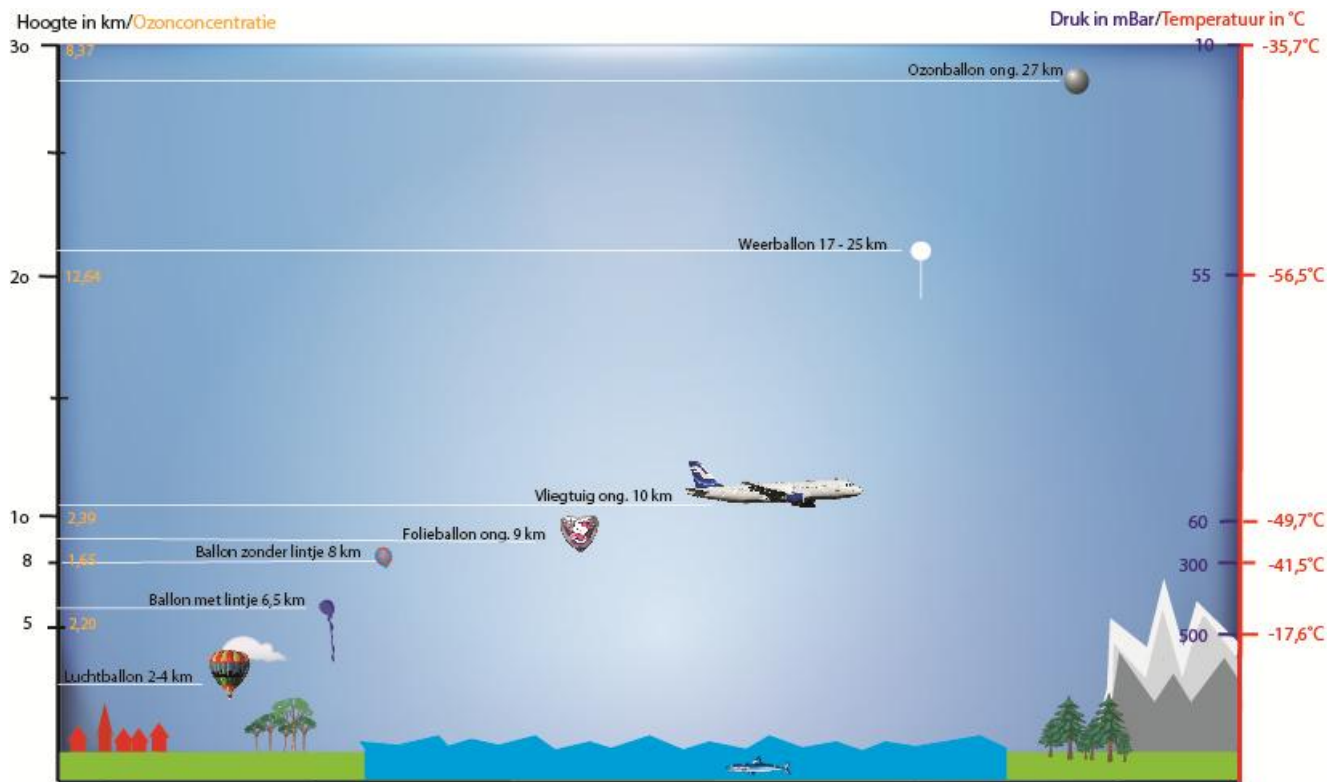 Hoogte in km/Ozonconcentratie
Druk in mBar/Temperatuur in °C
30 8,37 10 -35,7°C
Ozonballon ong. 27 km
Weerballon 17 - 25 km
20 12,64 55 -56,5°C
Vliegtuig ong. 10 km
10 2,39 60 -49,7°C
Folieballon ong. 9 km
Ballon zonder lintje 8 km
8 1,65 300 -41,5°C
Ballon met lintje 6,5 km
5 2,20 500 -17,6°C
Luchtballon 2-4 km